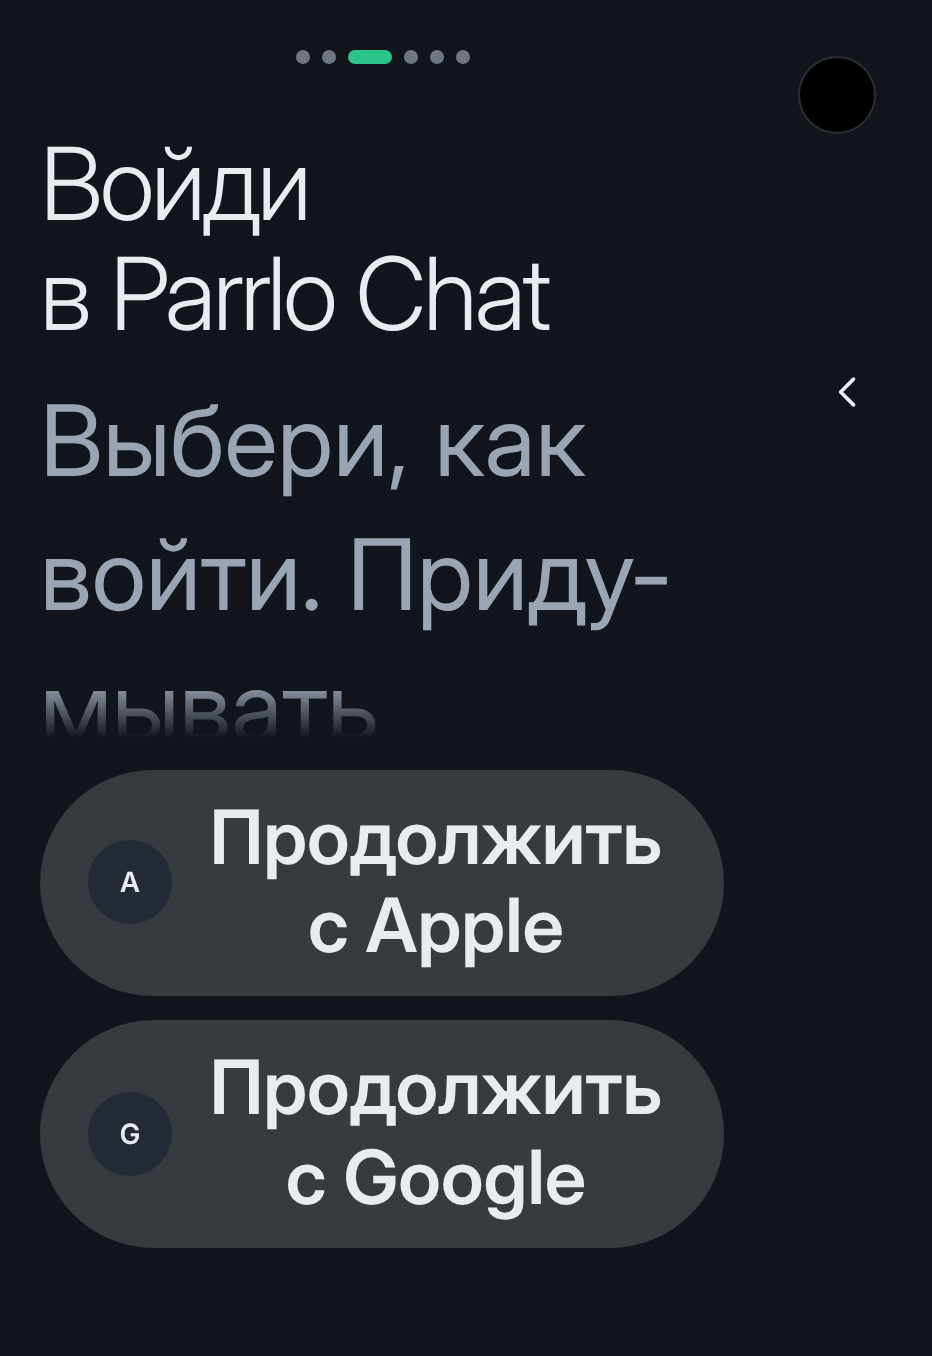 Войди
в Parrlo Chat
Выбери, как
войти. Приду-
мывать
A
Продолжить
с Apple
G
Продолжить
с Google